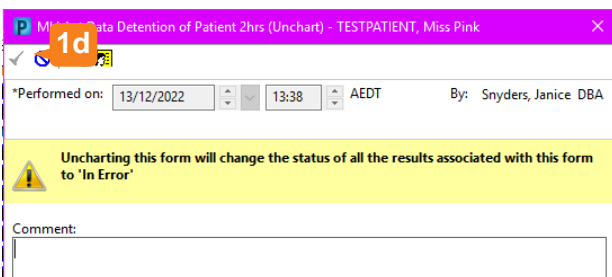 Data Detention of Patient 2hrs (Unchart) - TESTPATIENT, Miss Pink
1d
*Performed on: 13/12/2022 13:38 AEDT By: Snyders, Janice DBA
Uncharting this form will change the status of all the results associated with this form
to 'In Error'
Comment: